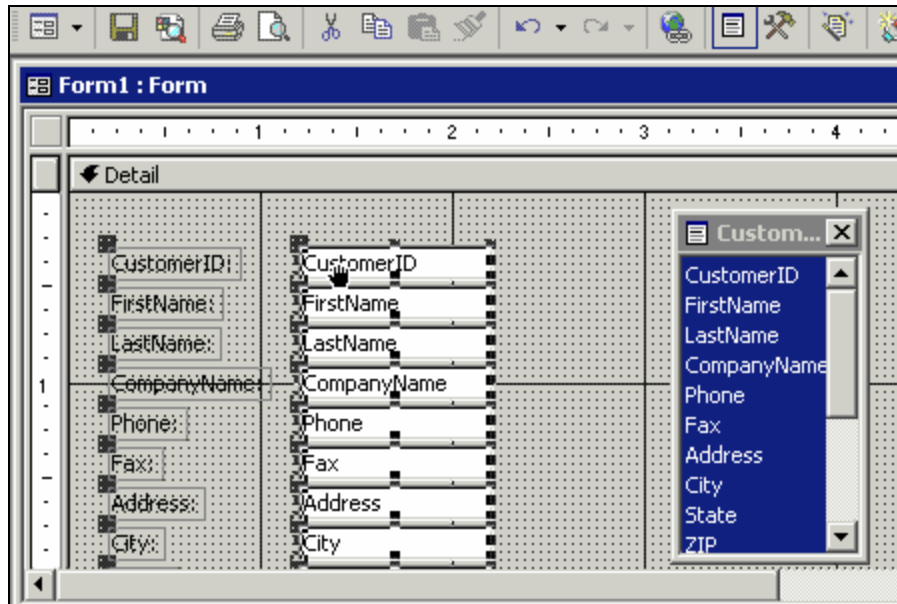 Form1 : Form
1 2 3 4
Detail
CustomerID: CustomerID
FirstName: FirstName
LastName: LastName
1
CompanyName: CompanyName
Phone: Phone
Fax: Fax
Address: Address
City: City
Custom...
CustomerID
FirstName
LastName
CompanyName
Phone
Fax
Address
City
State
ZIP